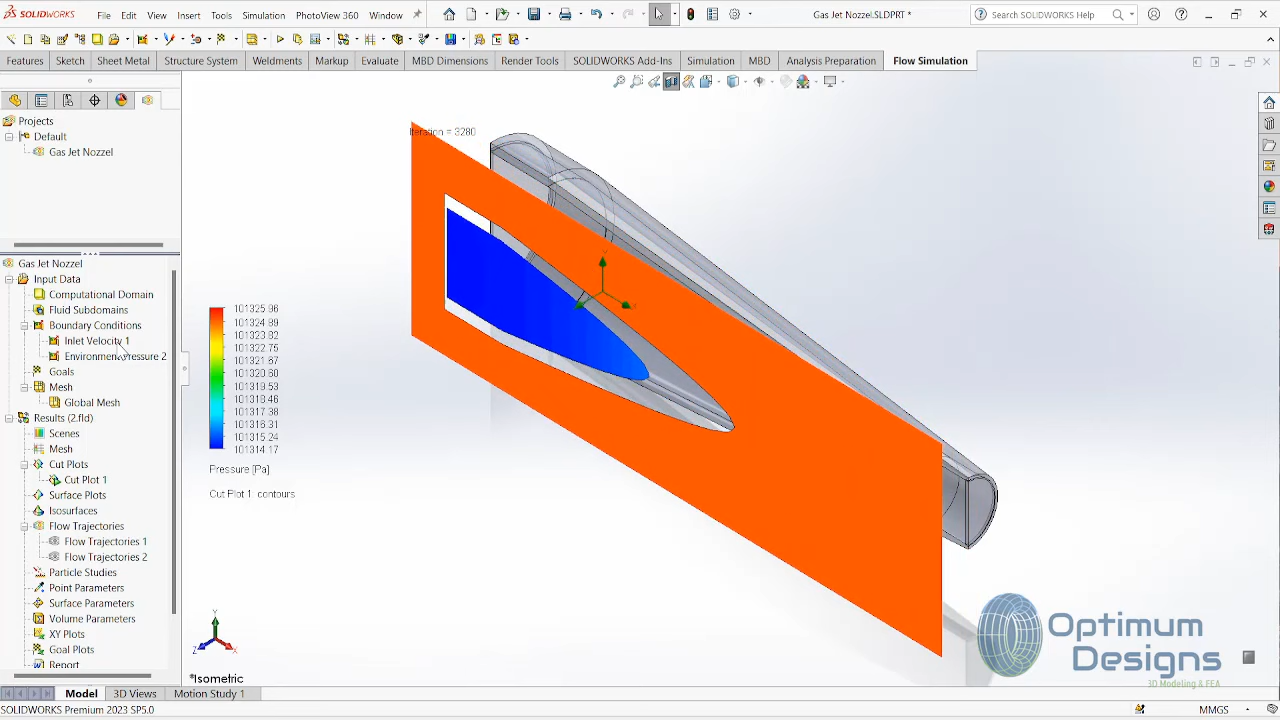 SOLIDWORKS File Edit View Insert Tools Simulation PhotoView 360 Window Gas Jet Nozzel.SLDPRT * Search SOLIDWORKS Help
Features Sketch Sheet Metal Structure System Weldments Markup Evaluate MBD Dimensions Render Tools SOLIDWORKS Add-Ins Simulation MBD Analysis Preparation Flow Simulation
Projects
Default
Gas Jet Nozzel
Gas Jet Nozzel
Input Data
Computational Domain
Fluid Subdomains
Boundary Conditions
Inlet Velocity 1
Environment Pressure 2
Goals
Mesh
Global Mesh
Results (2.fld)
Scenes
Mesh
Cut Plots
Cut Plot 1
Surface Plots
Isosurfaces
Flow Trajectories
Flow Trajectories 1
Flow Trajectories 2
Particle Studies
Point Parameters
Surface Parameters
Volume Parameters
XY Plots
Goal Plots
Report
Iteration = 3280
101325.96
101324.89
101323.82
101322.75
101321.67
101320.60
101319.53
101318.46
101317.38
101316.31
101315.24
101314.17
Pressure [Pa]
Cut Plot 1: contours
Y
Z
X
*Isometric
Optimum
Designs
3D Modeling & FEA
Model 3D Views Motion Study 1
SOLIDWORKS Premium 2023 SP5.0 MMGS